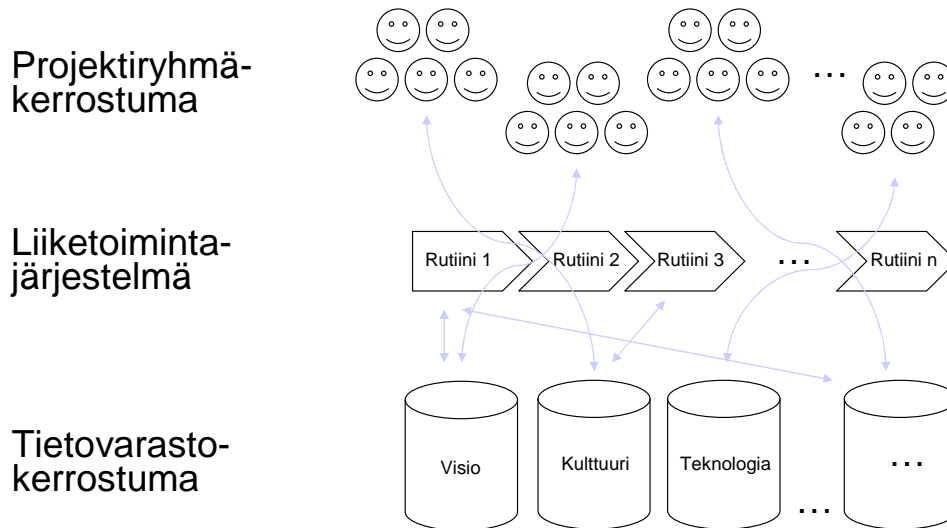 Projektiryhmä-
kerrostuma
...
Liiketoiminta-
järjestelmä
Rutiini 1
Rutiini 2
Rutiini 3
...
Rutiini n
Tietovarasto-
kerrostuma
Visio
Kulttuuri
Teknologia
...
...